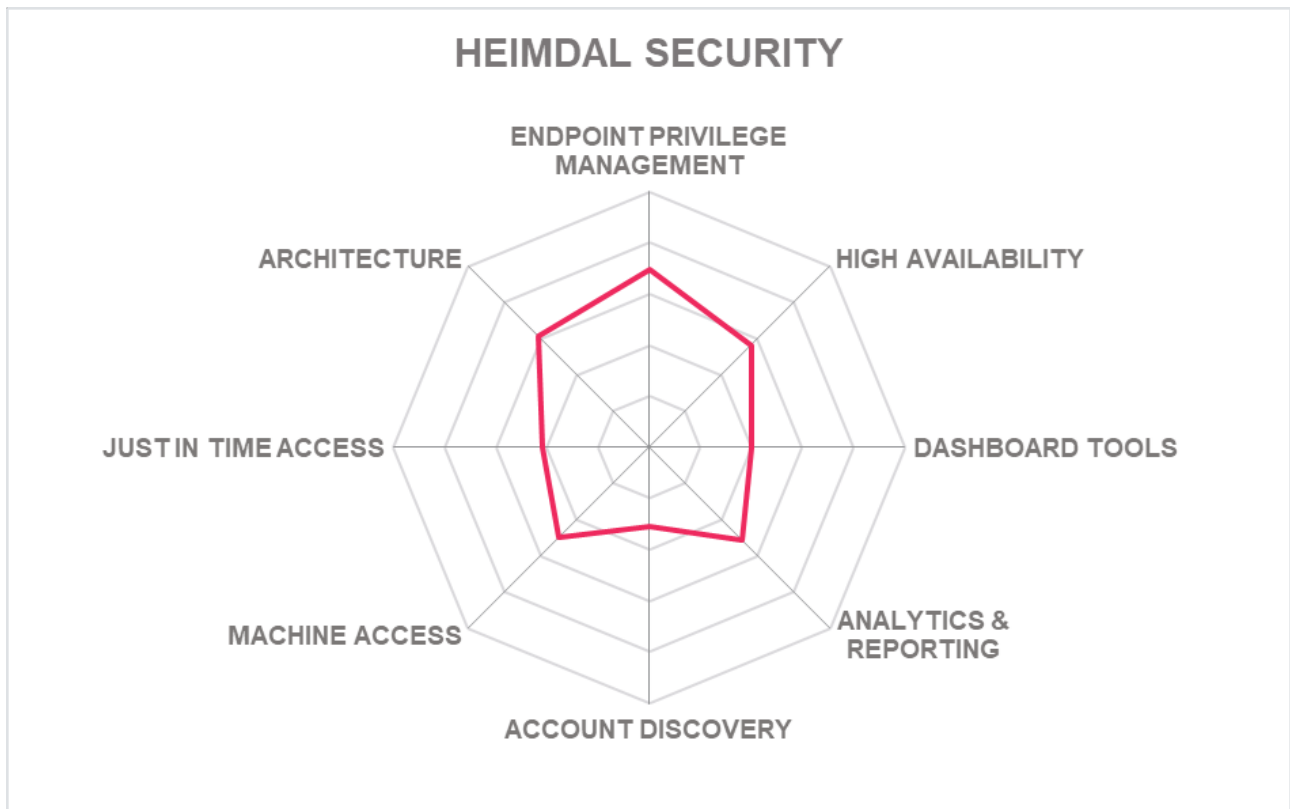 HEIMDAL SECURITY
ENDPOINT PRIVILEGE
MANAGEMENT
ARCHITECTURE
HIGH AVAILABILITY
JUST IN TIME ACCESS
DASHBOARD TOOLS
MACHINE ACCESS
ANALYTICS &
REPORTING
ACCOUNT DISCOVERY